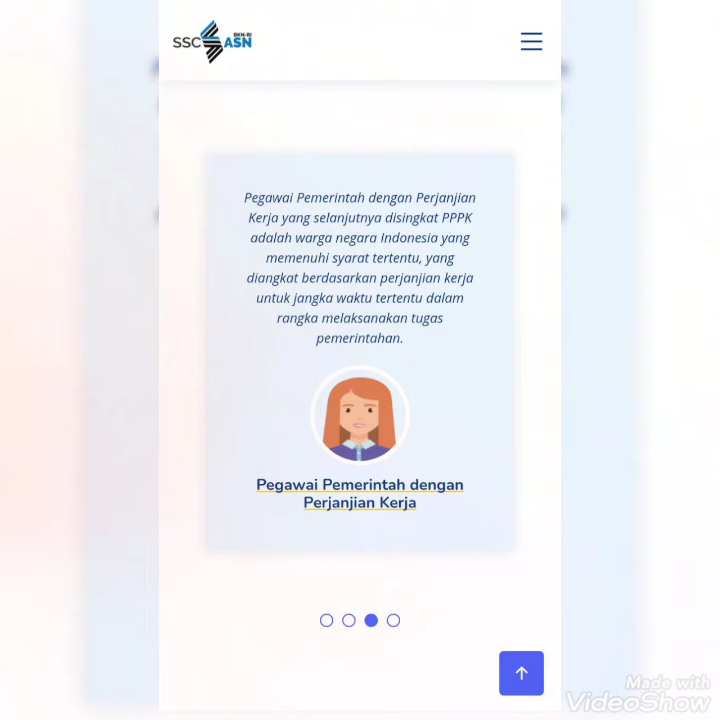 SSC ASN
BKN-RI
Pegawai Pemerintah dengan Perjanjian
Kerja yang selanjutnya disingkat PPPK
adalah warga negara Indonesia yang
memenuhi syarat tertentu, yang
diangkat berdasarkan perjanjian kerja
untuk jangka waktu tertentu dalam
rangka melaksanakan tugas
pemerintahan.
Pegawai Pemerintah dengan
Perjanjian Kerja
Made with
VideoShow